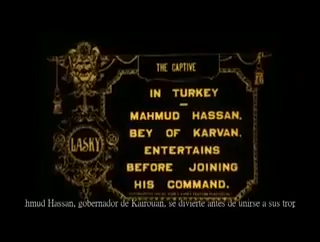 THE CAPTIVE
IN TURKEY
—
MAHMUD HASSAN,
BEY OF KARVAN,
ENTERTAINS
BEFORE JOINING
HIS COMMAND.
LASKY
hmud Hassan, gobernador de Kairouan, se divierte antes de unirse a sus trop